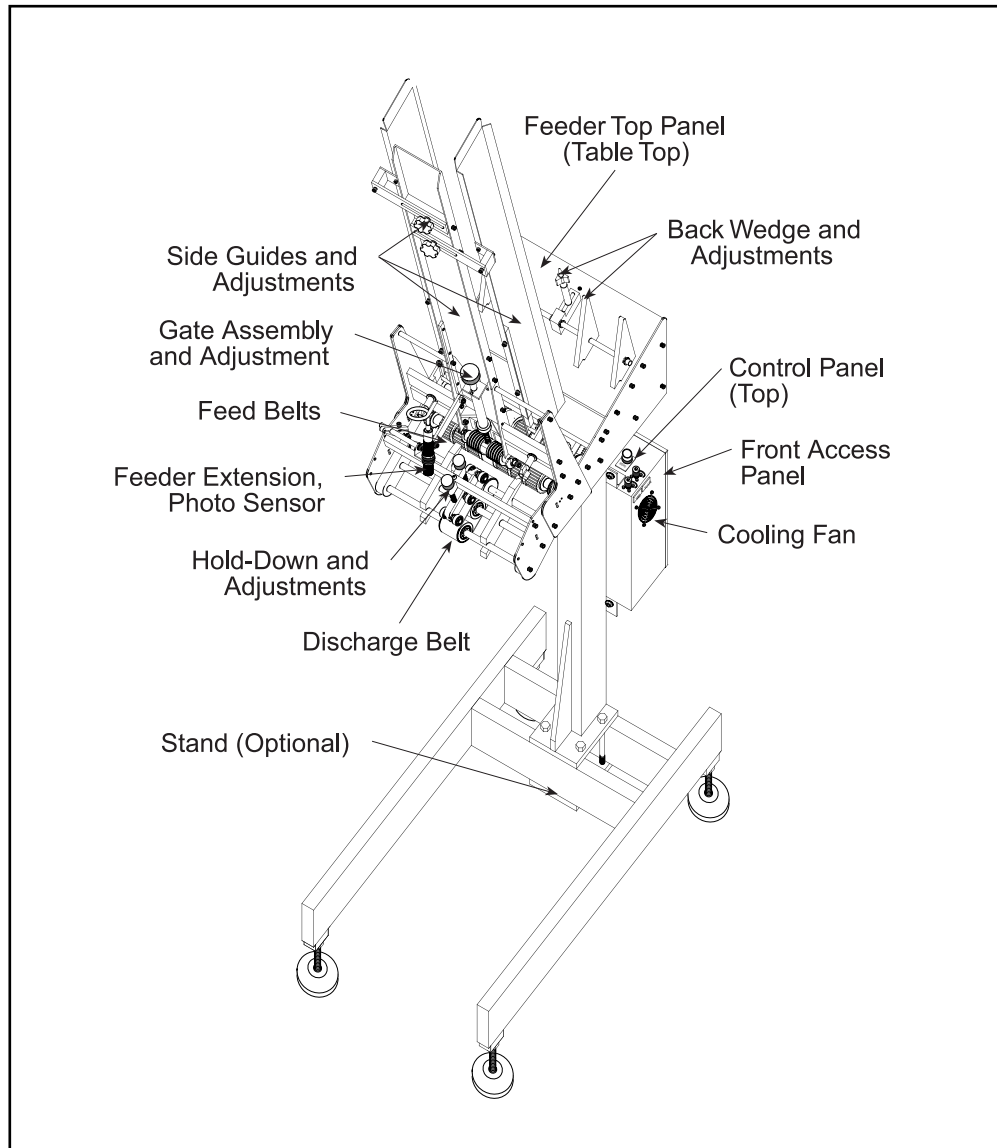 Feeder Top Panel
(Table Top)
Back Wedge and
Adjustments
Side Guides and
Adjustments
Gate Assembly
and Adjustment
Control Panel
(Top)
Feed Belts
Front Access
Panel
Feeder Extension,
Photo Sensor
Cooling Fan
Hold-Down and
Adjustments
Discharge Belt
Stand (Optional)